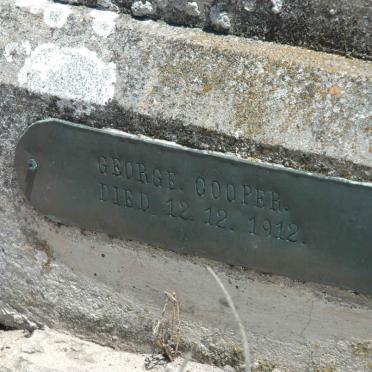 GEORGE. COOPER.
DIED. 12. 12. 1912.